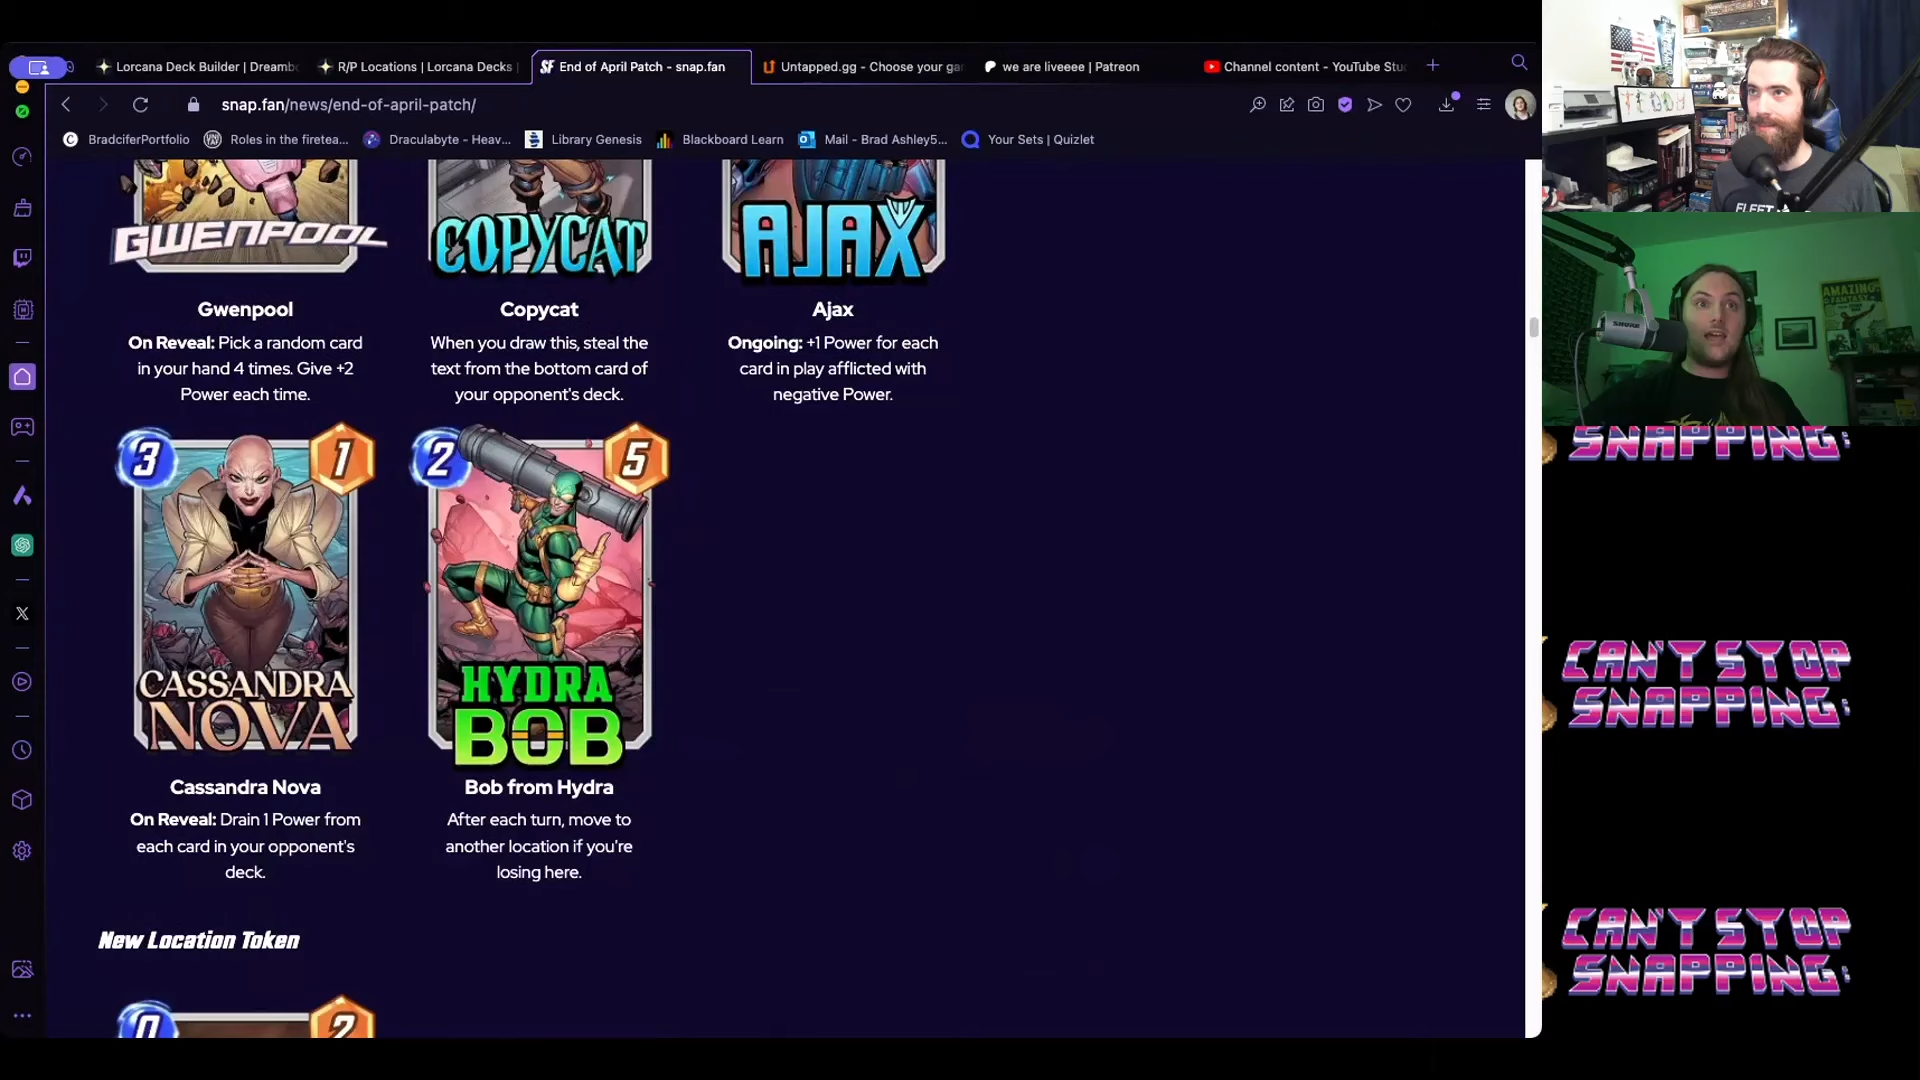 Lorcana Deck Builder | Dreamb
R/P Locations | Lorcana Decks |
SF End of April Patch - snap.fan
Untapped.gg - Choose your ga
we are liveeee | Patreon
Channel content - YouTube Stu
snap.fan/news/end-of-april-patch/
BradciferPortfolio
Roles in the firetea...
Draculabyte - Heav...
Library Genesis
Blackboard Learn
Mail - Brad Ashley5...
Your Sets | Quizlet
GWENPOOL
COPYCAT
AJAX
Gwenpool
On Reveal: Pick a random card
in your hand 4 times. Give +2
Power each time.
Copycat
When you draw this, steal the
text from the bottom card of
your opponent's deck.
Ajax
Ongoing: +1 Power for each
card in play afflicted with
negative Power.
3
1
CASSANDRA
NOVA
2
5
HYDRA
BOB
Cassandra Nova
On Reveal: Drain 1 Power from
each card in your opponent's
deck.
Bob from Hydra
After each turn, move to
another location if you're
losing here.
New Location Token
0
2
FLEET
SHURE
AMAZING
FANTASY
SNAPPING:
CAN'T STOP
SNAPPING:
CAN'T STOP
SNAPPING: